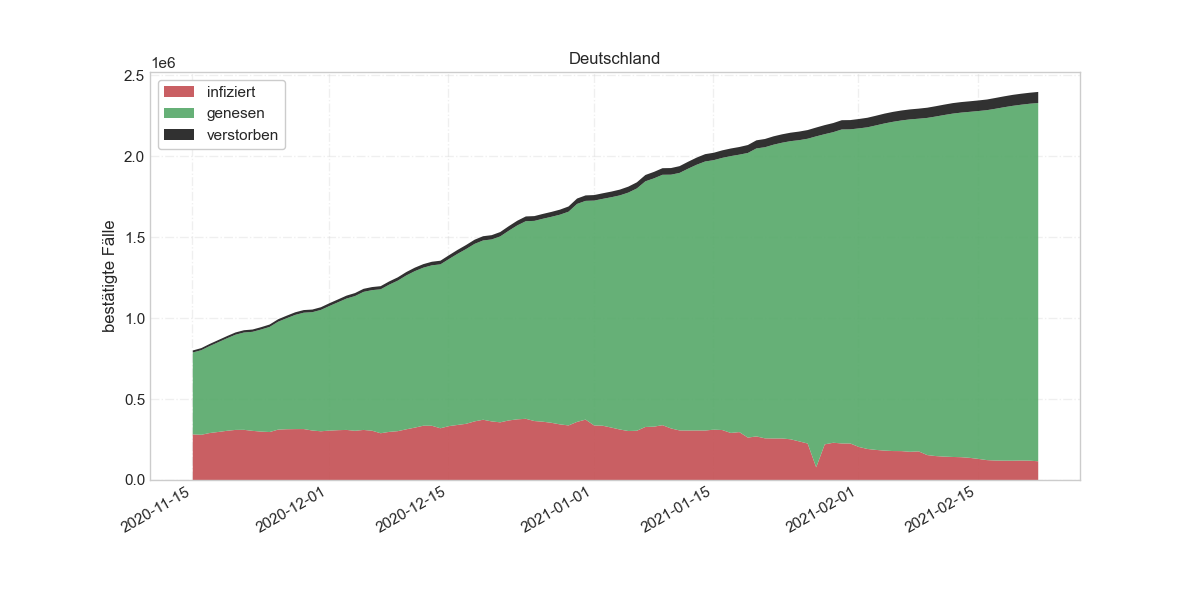 Deutschland
1e6
2.5
2.0
1.5
1.0
0.5
0.0
bestätigte Fälle
infiziert
genesen
verstorben
2020-11-15
2020-12-01
2020-12-15
2021-01-01
2021-01-15
2021-02-01
2021-02-15